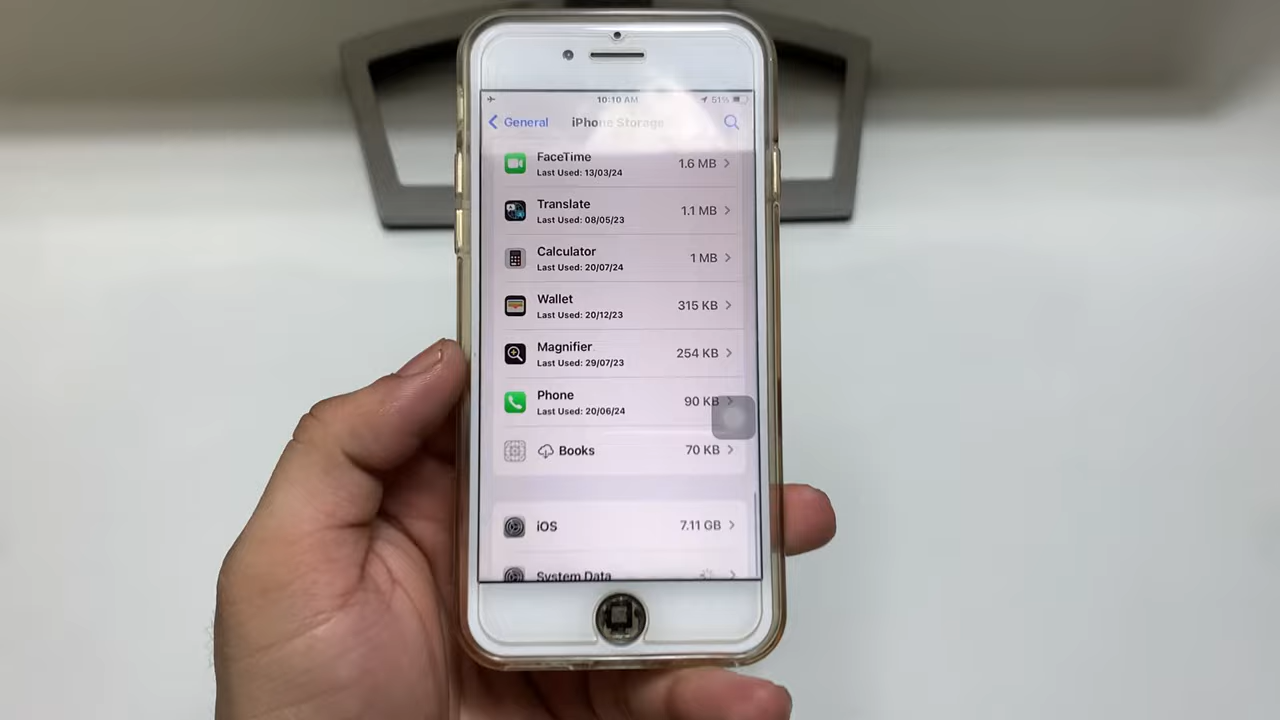 10:10 AM
51%
General
iPhone Storage
FaceTime
1.6 MB
Last Used: 13/03/24
Translate
1.1 MB
Last Used: 08/05/23
Calculator
1 MB
Last Used: 20/07/24
Wallet
315 KB
Last Used: 20/12/23
Magnifier
254 KB
Last Used: 29/07/23
Phone
90 KB
Last Used: 20/06/24
Books
70 KB
iOS
7.11 GB
System Data